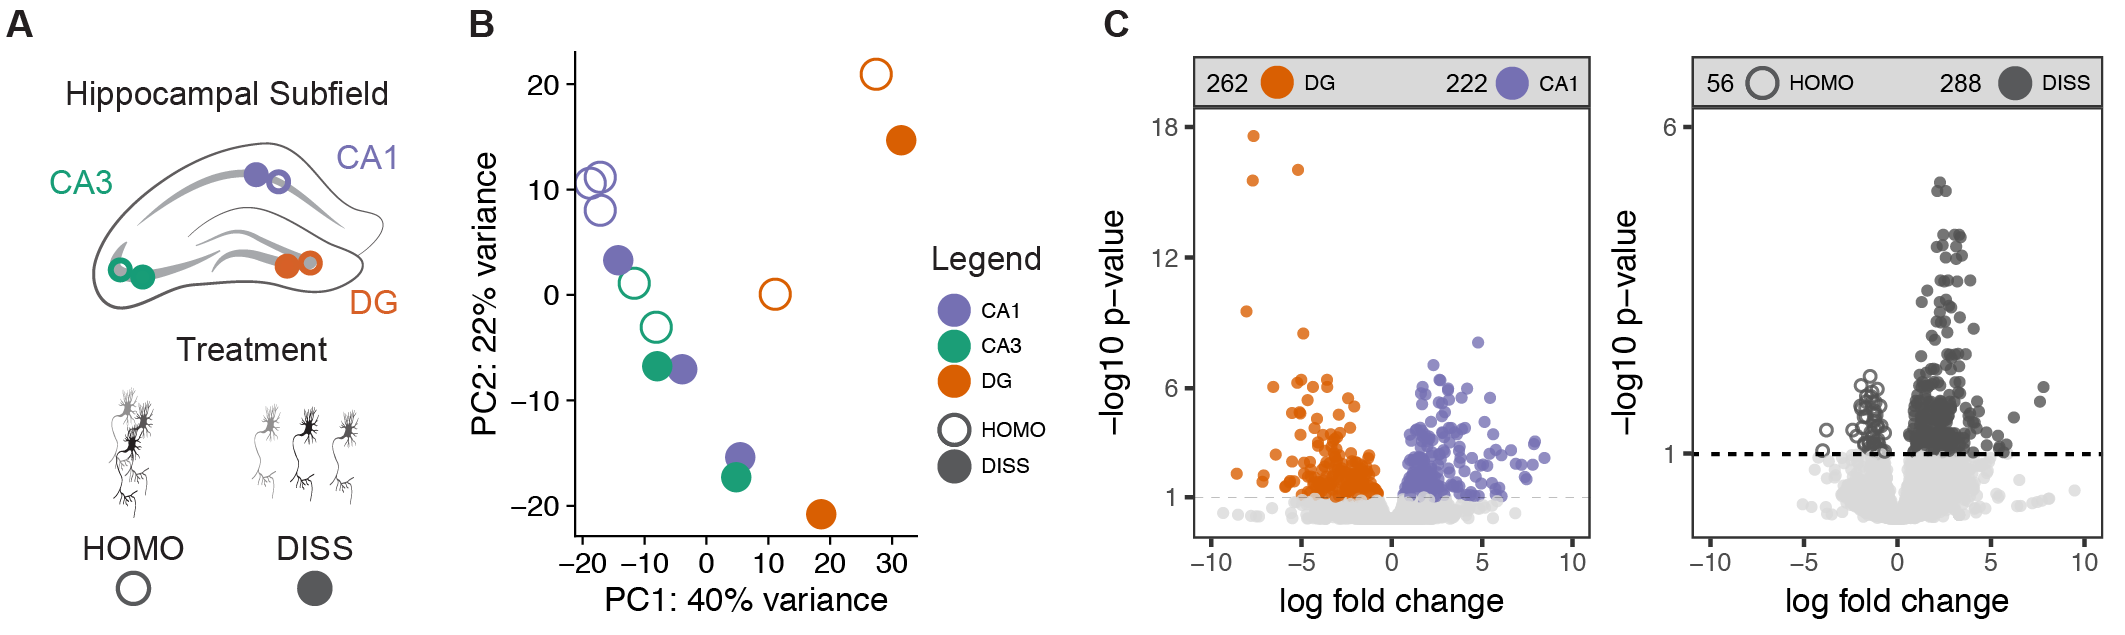 A
Hippocampal Subfield
CA1
CA3
DG
Treatment
HOMO DISS
B
PC2: 22% variance
20
10
0
−10
−20
−20 −10 0 10 20 30
PC1: 40% variance
Legend
CA1
CA3
DG
HOMO
DISS
C
262 DG 222 CA1
−log10 p−value
18
12
6
1
−10 −5 0 5 10
log fold change
56 HOMO 288 DISS
−log10 p−value
6
1
−10 −5 0 5 10
log fold change